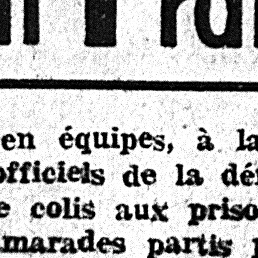 en équipes, à la
officiels de la dé
colis aux priso
marades partis